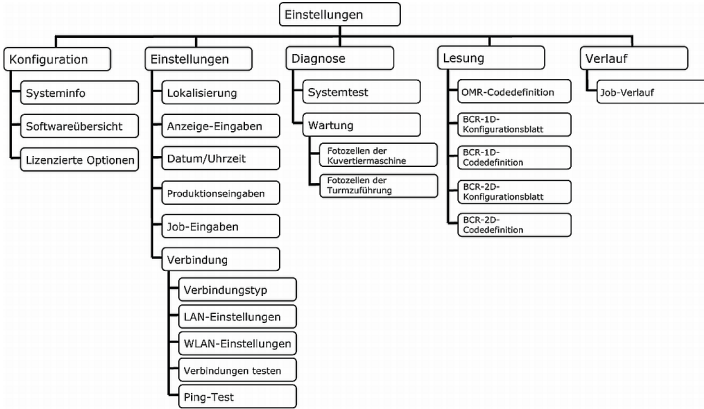 Einstellungen
Konfiguration
Systeminfo
Softwareübersicht
Lizenzierte Optionen
Einstellungen
Lokalisierung
Anzeige-Eingaben
Datum/Uhrzeit
Produktionseingaben
Job-Eingaben
Verbindung
Verbindungstyp
LAN-Einstellungen
WLAN-Einstellungen
Verbindungen testen
Ping-Test
Diagnose
Systemtest
Wartung
Fotozellen der
Kuvertiermaschine
Fotozellen der
Turmzuführung
Lesung
OMR-Codedefinition
BCR-1D-
Konfigurationsblatt
BCR-1D-
Codedefinition
BCR-2D-
Konfigurationsblatt
BCR-2D-
Codedefinition
Verlauf
Job-Verlauf